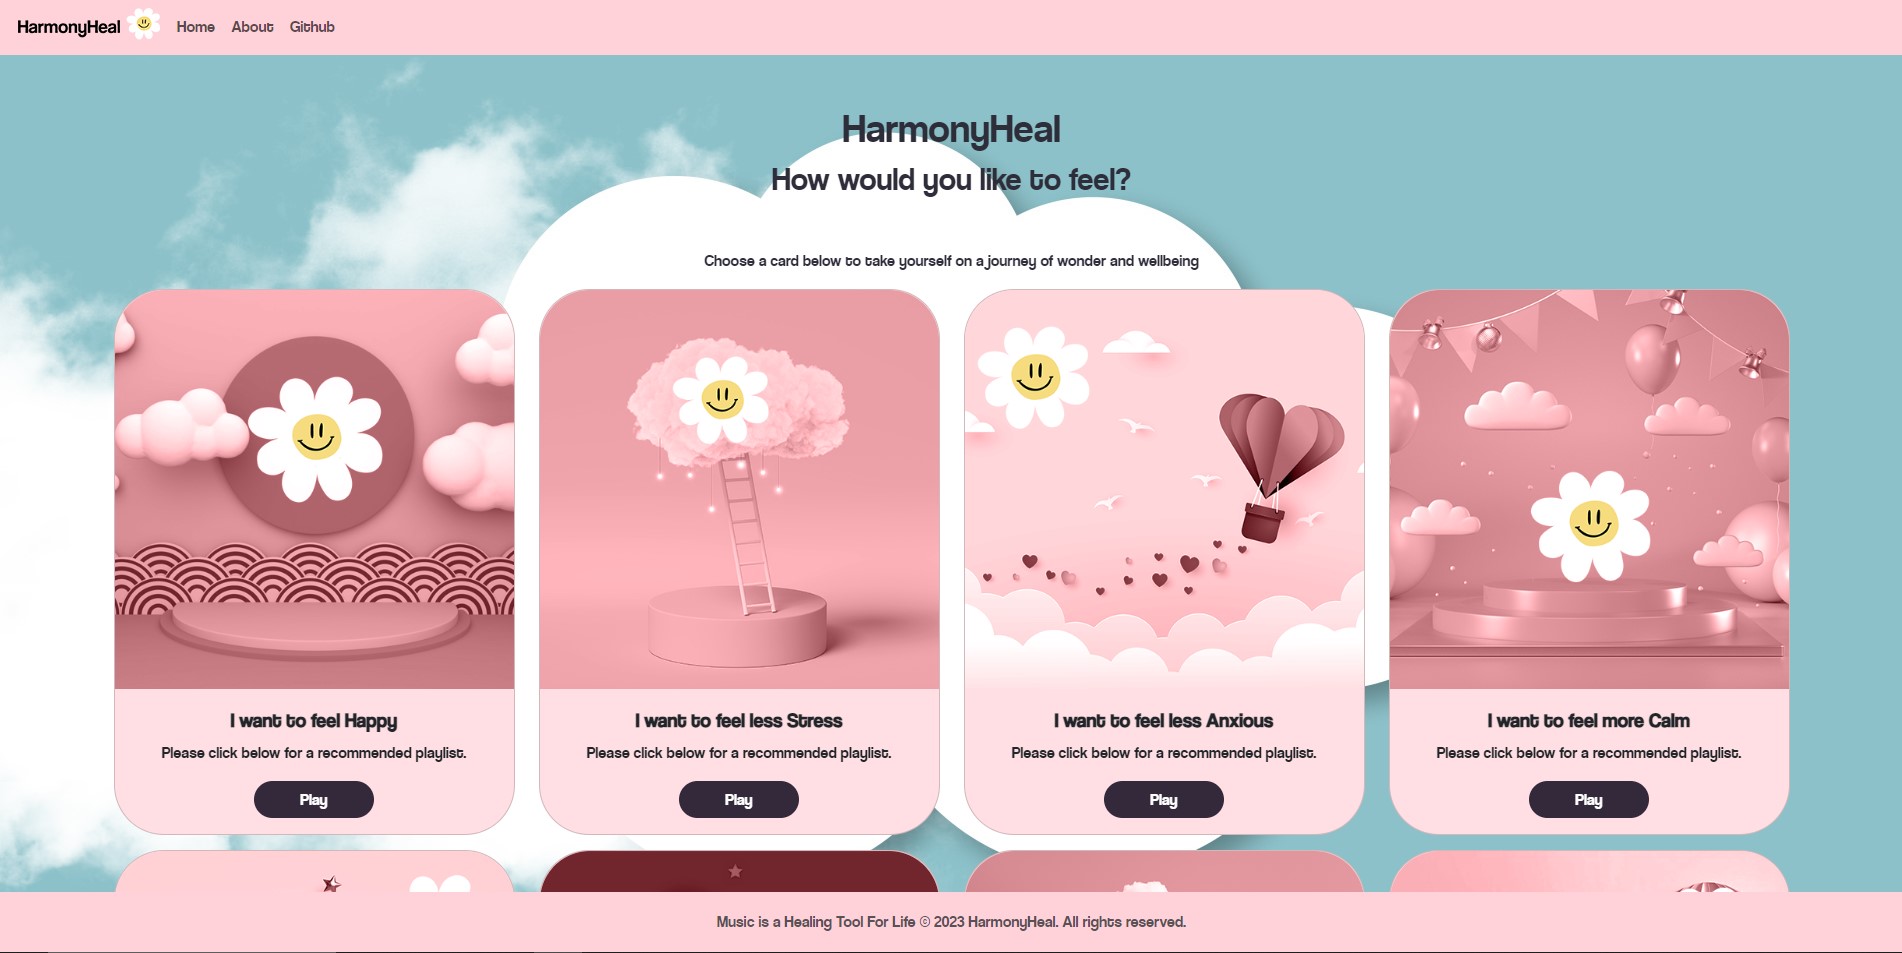 HarmonyHeal Home About Github
HarmonyHeal
How would you like to feel?
Choose a card below to take yourself on a journey of wonder and wellbeing
I want to feel Happy
Please click below for a recommended playlist.
Play
I want to feel less Stress
Please click below for a recommended playlist.
Play
I want to feel less Anxious
Please click below for a recommended playlist.
Play
I want to feel more Calm
Please click below for a recommended playlist.
Play
Music is a Healing Tool For Life © 2023 HarmonyHeal. All rights reserved.